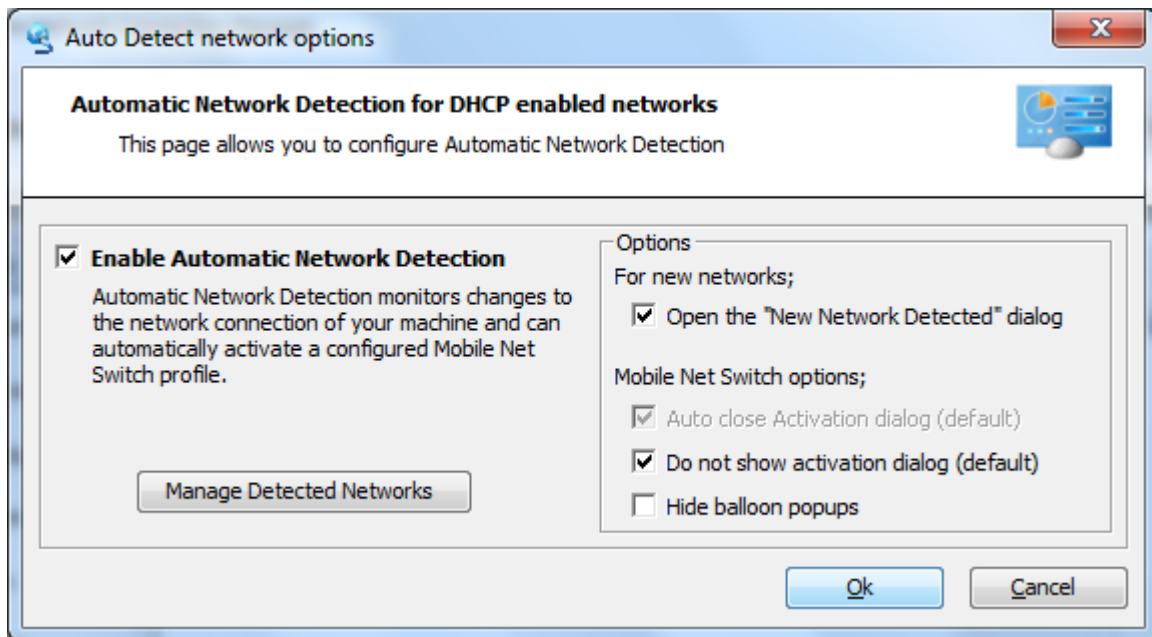 Auto Detect network options
Automatic Network Detection for DHCP enabled networks
This page allows you to configure Automatic Network Detection
Enable Automatic Network Detection
Automatic Network Detection monitors changes to
the network connection of your machine and can
automatically activate a configured Mobile Net
Switch profile.
Manage Detected Networks
Options
For new networks;
Open the "New Network Detected" dialog
Mobile Net Switch options;
Auto close Activation dialog (default)
Do not show activation dialog (default)
Hide balloon popups
Ok
Cancel